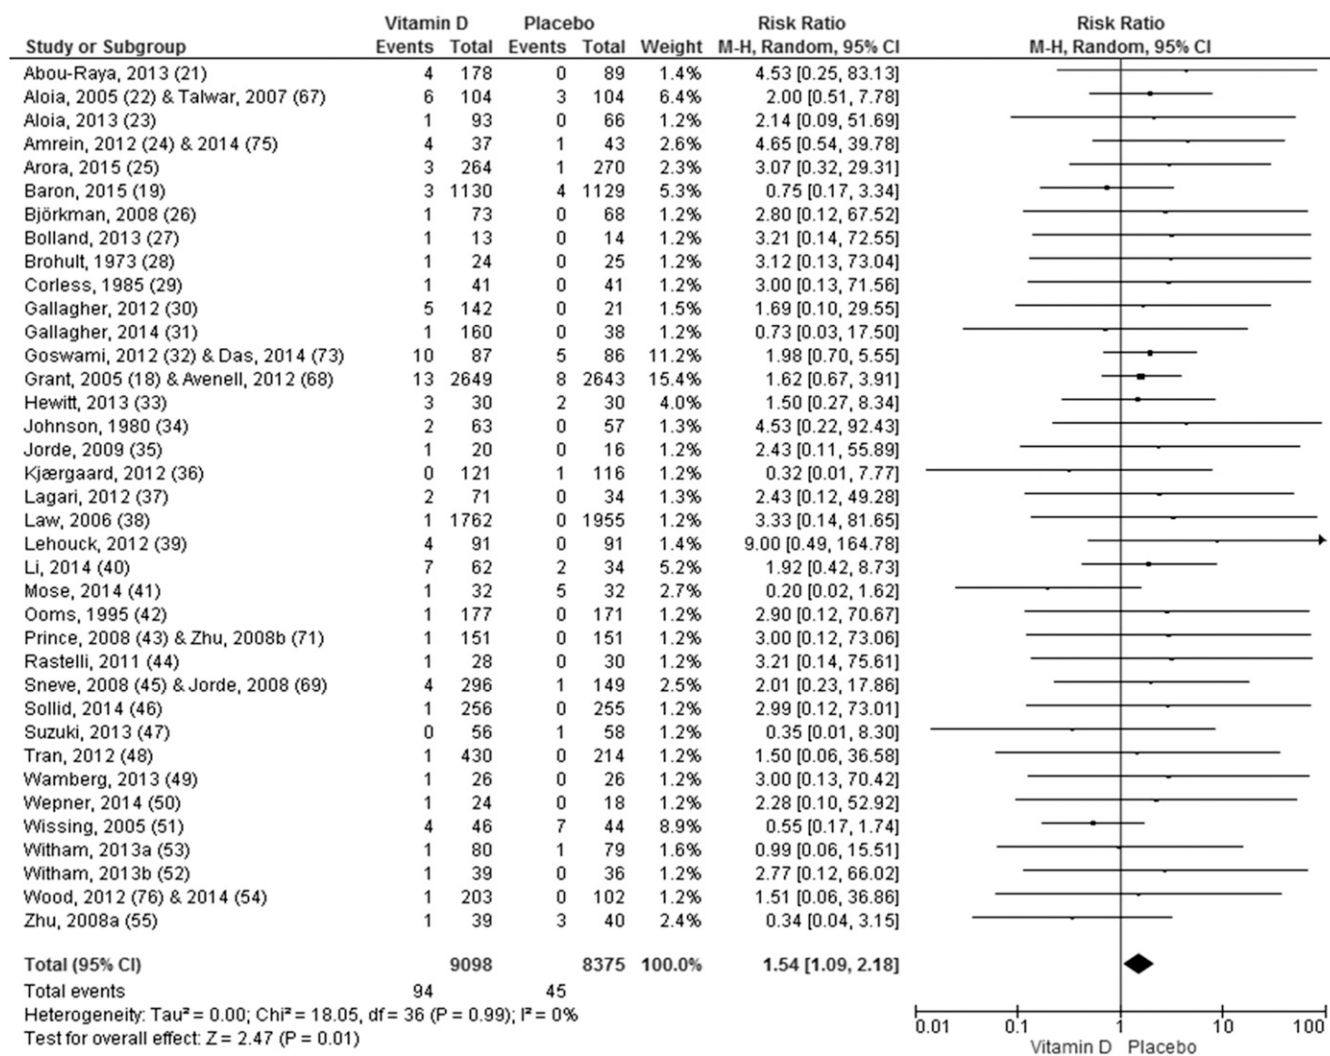 Vitamin D Placebo Risk Ratio Risk Ratio
Study or Subgroup Events Total Events Total Weight M-H, Random, 95% CI M-H, Random, 95% CI
Abou-Raya, 2013 (21) 4 178 0 89 1.4% 4.53 [0.25, 83.13]
Aloia, 2005 (22) & Talwar, 2007 (67) 6 104 3 104 6.4% 2.00 [0.51, 7.78]
Aloia, 2013 (23) 1 93 0 66 1.2% 2.14 [0.09, 51.69]
Amrein, 2012 (24) & 2014 (75) 4 37 1 43 2.6% 4.65 [0.54, 39.78]
Arora, 2015 (25) 3 264 1 270 2.3% 3.07 [0.32, 29.31]
Baron, 2015 (19) 3 1130 4 1129 5.3% 0.75 [0.17, 3.34]
Björkman, 2008 (26) 1 73 0 68 1.2% 2.80 [0.12, 67.52]
Bolland, 2013 (27) 1 13 0 14 1.2% 3.21 [0.14, 72.55]
Brohult, 1973 (28) 1 24 0 25 1.2% 3.12 [0.13, 73.04]
Corless, 1985 (29) 1 41 0 41 1.2% 3.00 [0.13, 71.56]
Gallagher, 2012 (30) 5 142 0 21 1.5% 1.69 [0.10, 29.55]
Gallagher, 2014 (31) 1 160 0 38 1.2% 0.73 [0.03, 17.50]
Goswami, 2012 (32) & Das, 2014 (73) 10 87 5 86 11.2% 1.98 [0.70, 5.55]
Grant, 2005 (18) & Avenell, 2012 (68) 13 2649 8 2643 15.4% 1.62 [0.67, 3.91]
Hewitt, 2013 (33) 3 30 2 30 4.0% 1.50 [0.27, 8.34]
Johnson, 1980 (34) 2 63 0 57 1.3% 4.53 [0.22, 92.43]
Jorde, 2009 (35) 1 20 0 16 1.2% 2.43 [0.11, 55.89]
Kjærgaard, 2012 (36) 0 121 1 116 1.2% 0.32 [0.01, 7.77]
Lagari, 2012 (37) 2 71 0 34 1.3% 2.43 [0.12, 49.28]
Law, 2006 (38) 1 1762 0 1955 1.2% 3.33 [0.14, 81.65]
Lehouck, 2012 (39) 4 91 0 91 1.4% 9.00 [0.49, 164.78]
Li, 2014 (40) 7 62 2 34 5.2% 1.92 [0.42, 8.73]
Mose, 2014 (41) 1 32 5 32 2.7% 0.20 [0.02, 1.62]
Ooms, 1995 (42) 1 177 0 171 1.2% 2.90 [0.12, 70.67]
Prince, 2008 (43) & Zhu, 2008b (71) 1 151 0 151 1.2% 3.00 [0.12, 73.06]
Rastelli, 2011 (44) 1 28 0 30 1.2% 3.21 [0.14, 75.61]
Sneve, 2008 (45) & Jorde, 2008 (69) 4 296 1 149 2.5% 2.01 [0.23, 17.86]
Sollid, 2014 (46) 1 256 0 255 1.2% 2.99 [0.12, 73.01]
Suzuki, 2013 (47) 0 56 1 58 1.2% 0.35 [0.01, 8.30]
Tran, 2012 (48) 1 430 0 214 1.2% 1.50 [0.06, 36.58]
Wamberg, 2013 (49) 1 26 0 26 1.2% 3.00 [0.13, 70.42]
Wepner, 2014 (50) 1 24 0 18 1.2% 2.28 [0.10, 52.92]
Wissing, 2005 (51) 4 46 7 44 8.9% 0.55 [0.17, 1.74]
Witham, 2013a (53) 1 80 1 79 1.6% 0.99 [0.06, 15.51]
Witham, 2013b (52) 1 39 0 36 1.2% 2.77 [0.12, 66.02]
Wood, 2012 (76) & 2014 (54) 1 203 0 102 1.2% 1.51 [0.06, 36.86]
Zhu, 2008a (55) 1 39 3 40 2.4% 0.34 [0.04, 3.15]
Total (95% CI) 9098 8375 100.0% 1.54 [1.09, 2.18]
Total events 94 45
Heterogeneity: Tau² = 0.00; Chi² = 18.05, df = 36 (P = 0.99); I² = 0%
Test for overall effect: Z = 2.47 (P = 0.01)
0.01 0.1 1 10 100
Vitamin D Placebo